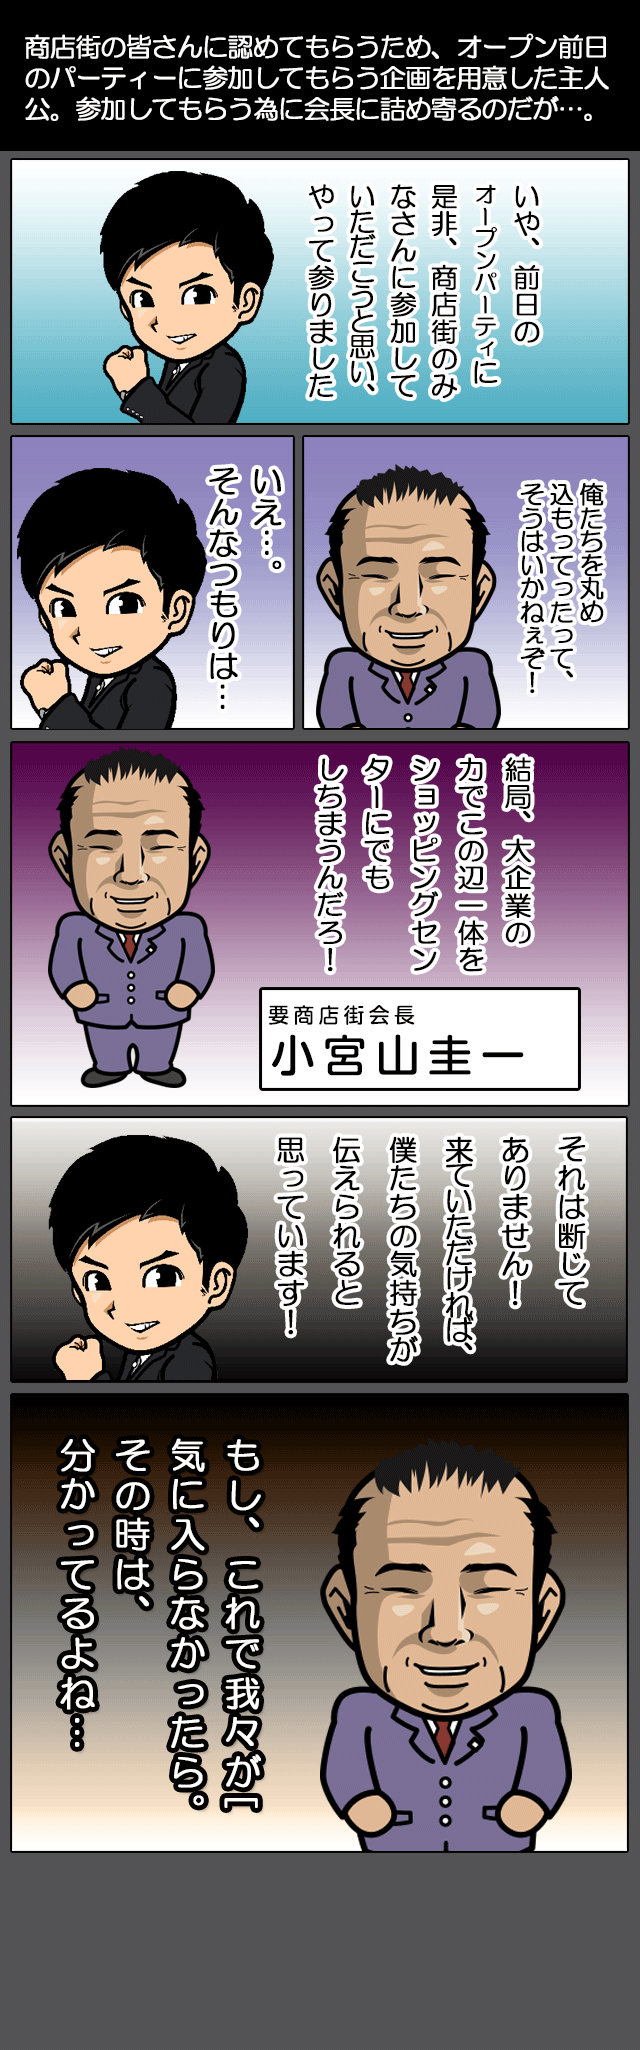 商店街の皆さんに認めてもらうため、オープン前日
のパーティーに参加してもらう企画を用意した主人
公。参加してもらう為に会長に詰め寄るのだが…。
いや、前日の
オープンパーティに
是非、商店街のみ
なさんに参加して
いただこうと思い、
やって参りました
俺たちを丸め
込もってったって、
そうはいかねぇぞ！
いえ…。
そんなつもりは…
結局、大企業の
力でこの辺一体を
ショッピングセン
ターにでも
しちまうんだろ！
要商店街会長
小宮山圭一
それは断じて
ありません！
来ていただければ、
僕たちの気持ちが
伝えられると
思っています！
もし、これで我々が[
気に入らなかったら。
その時は、
分かってるよね…